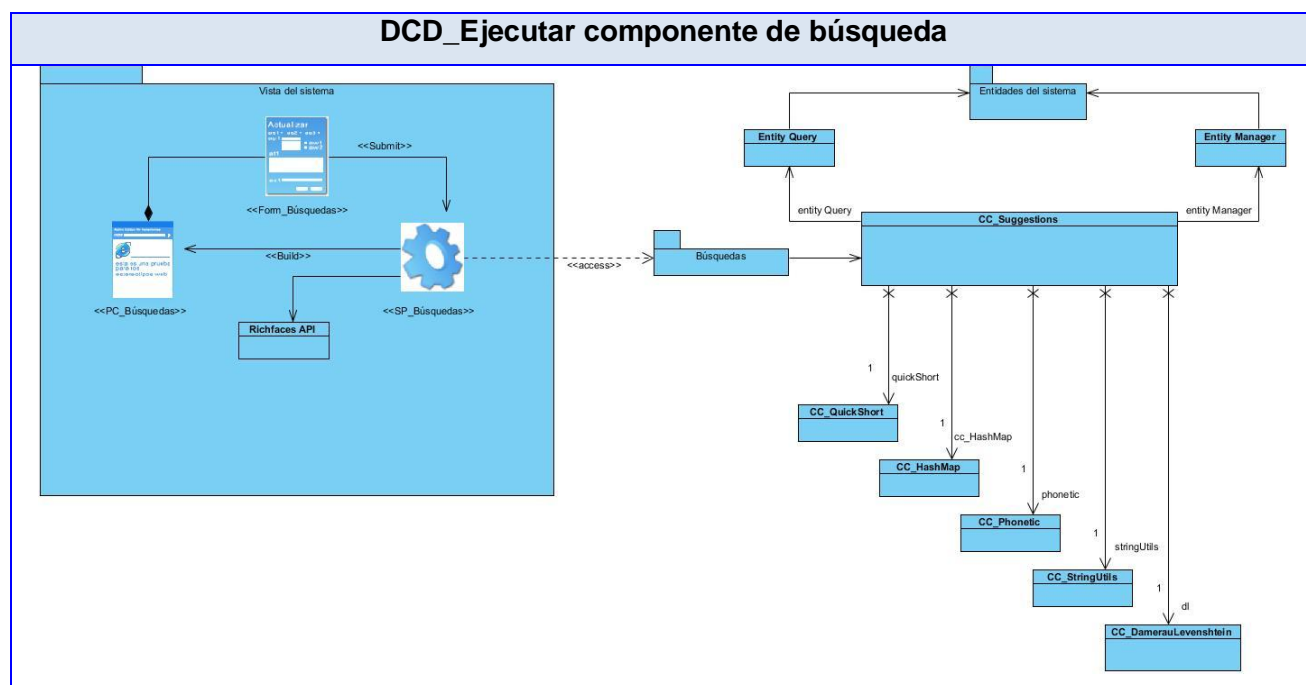 DCD_Ejecutar componente de búsqueda
Vista del sistema
Actualizar
<<Submit>>
<<Form_Búsquedas>>
<<Build>>
<<PC_Búsquedas>>
<<SP_Búsquedas>>
Richfaces API
<<access>>
Búsquedas
Entidades del sistema
Entity Query
Entity Manager
entity Query
entity Manager
CC_Suggestions
1
quickShort
CC_QuickShort
1
cc_HashMap
CC_HashMap
1
phonetic
CC_Phonetic
1
stringUtils
CC_StringUtils
1
dl
CC_DamerauLevenshtein